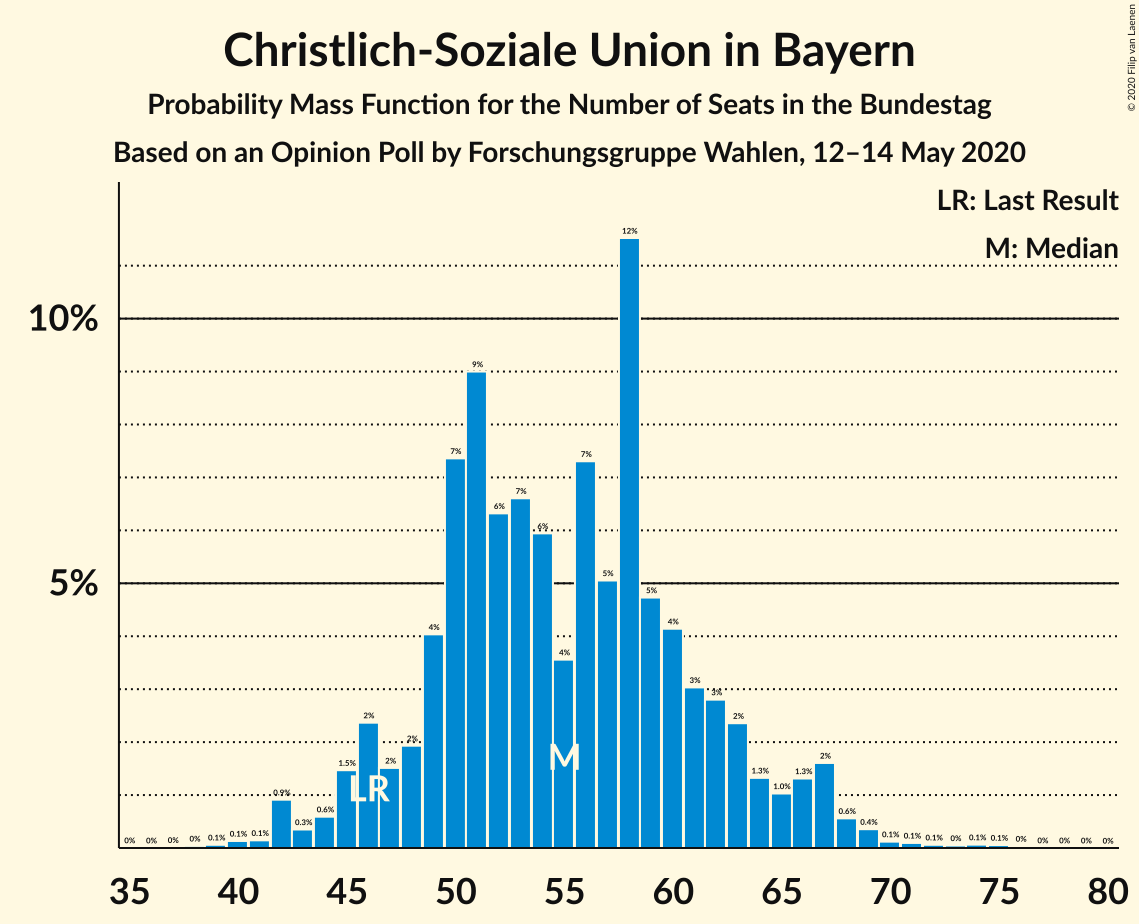 Christlich-Soziale Union in Bayern
Probability Mass Function for the Number of Seats in the Bundestag
Based on an Opinion Poll by Forschungsgruppe Wahlen, 12–14 May 2020
© 2020 Filip van Laenen
LR: Last Result
M: Median
10%
5%
0% 0% 0% 0% 0.1% 0.1% 0.1% 0.9% 0.3% 0.6% 1.5% 2% 2% 2% 4% 7% 9% 6% 7% 6% 4% 7% 5% 12% 5% 4% 3% 3% 2% 1.3% 1.0% 1.3% 2% 0.6% 0.4% 0.1% 0.1% 0.1% 0% 0.1% 0.1% 0% 0% 0% 0% 0%
LR
M
35 40 45 50 55 60 65 70 75 80